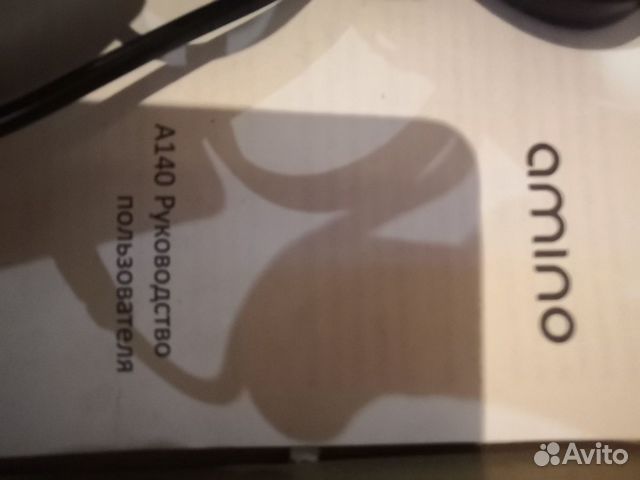 amino
A140 Руководство
пользователя
Avito